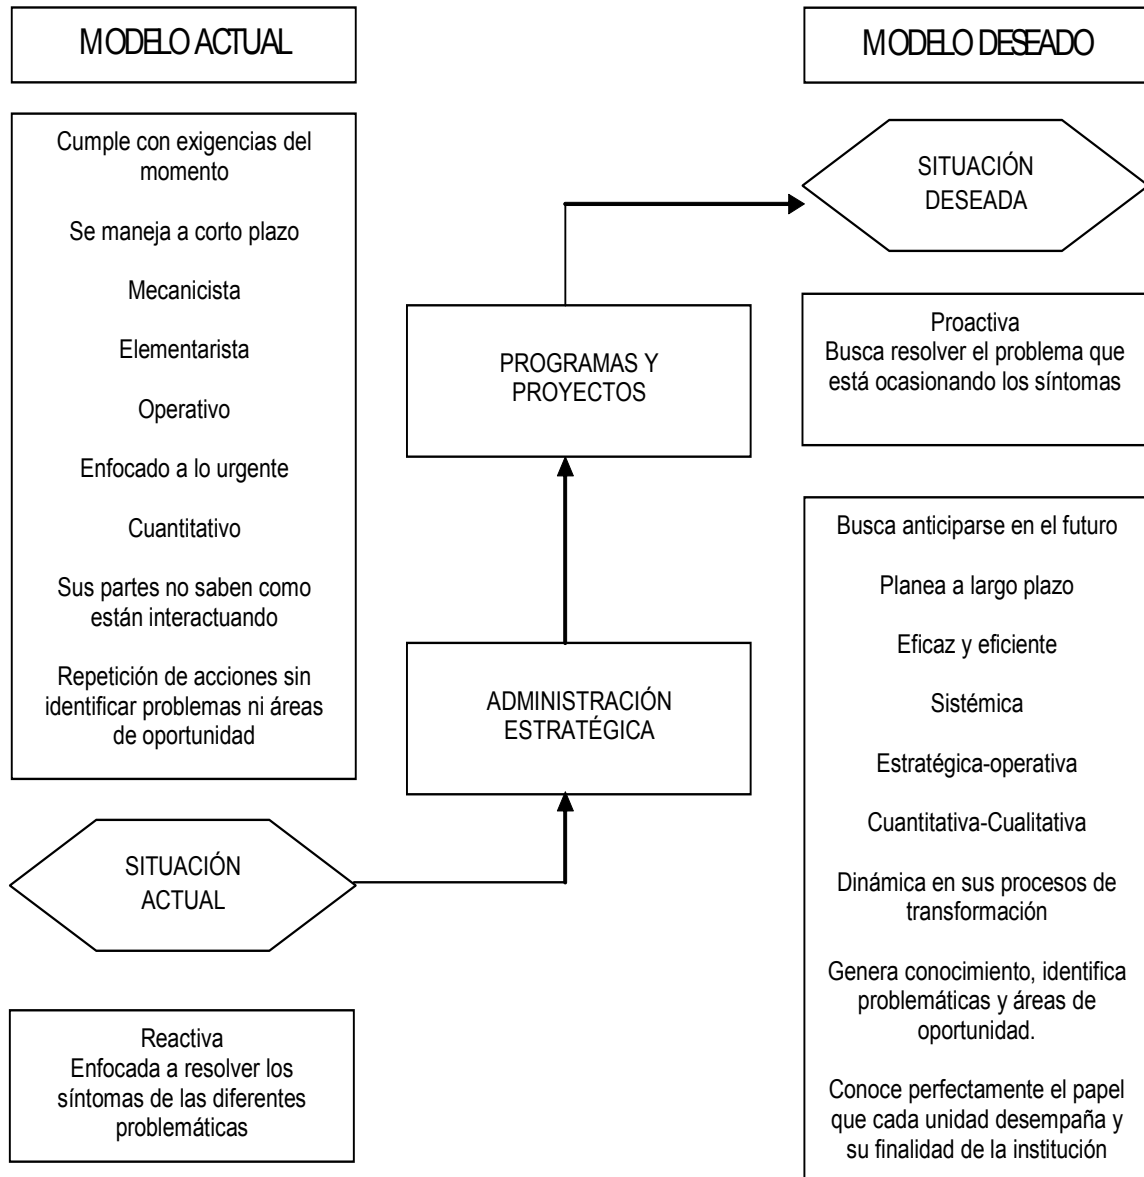 MODELO ACTUAL
Cumple con exigencias del
momento
Se maneja a corto plazo
Mecanicista
Elementarista
Operativo
Enfocado a lo urgente
Cuantitativo
Sus partes no saben como
están interactuando
Repetición de acciones sin
identificar problemas ni áreas
de oportunidad
SITUACIÓN
ACTUAL
Reactiva
Enfocada a resolver los
síntomas de las diferentes
problemáticas
PROGRAMAS Y
PROYECTOS
ADMINISTRACIÓN
ESTRATÉGICA
MODELO DESEADO
SITUACIÓN
DESEADA
Proactiva
Busca resolver el problema que
está ocasionando los síntomas
Busca anticiparse en el futuro
Planea a largo plazo
Eficaz y eficiente
Sistémica
Estratégica-operativa
Cuantitativa-Cualitativa
Dinámica en sus procesos de
transformación
Genera conocimiento, identifica
problemáticas y áreas de
oportunidad.
Conoce perfectamente el papel
que cada unidad desempaña y
su finalidad de la institución